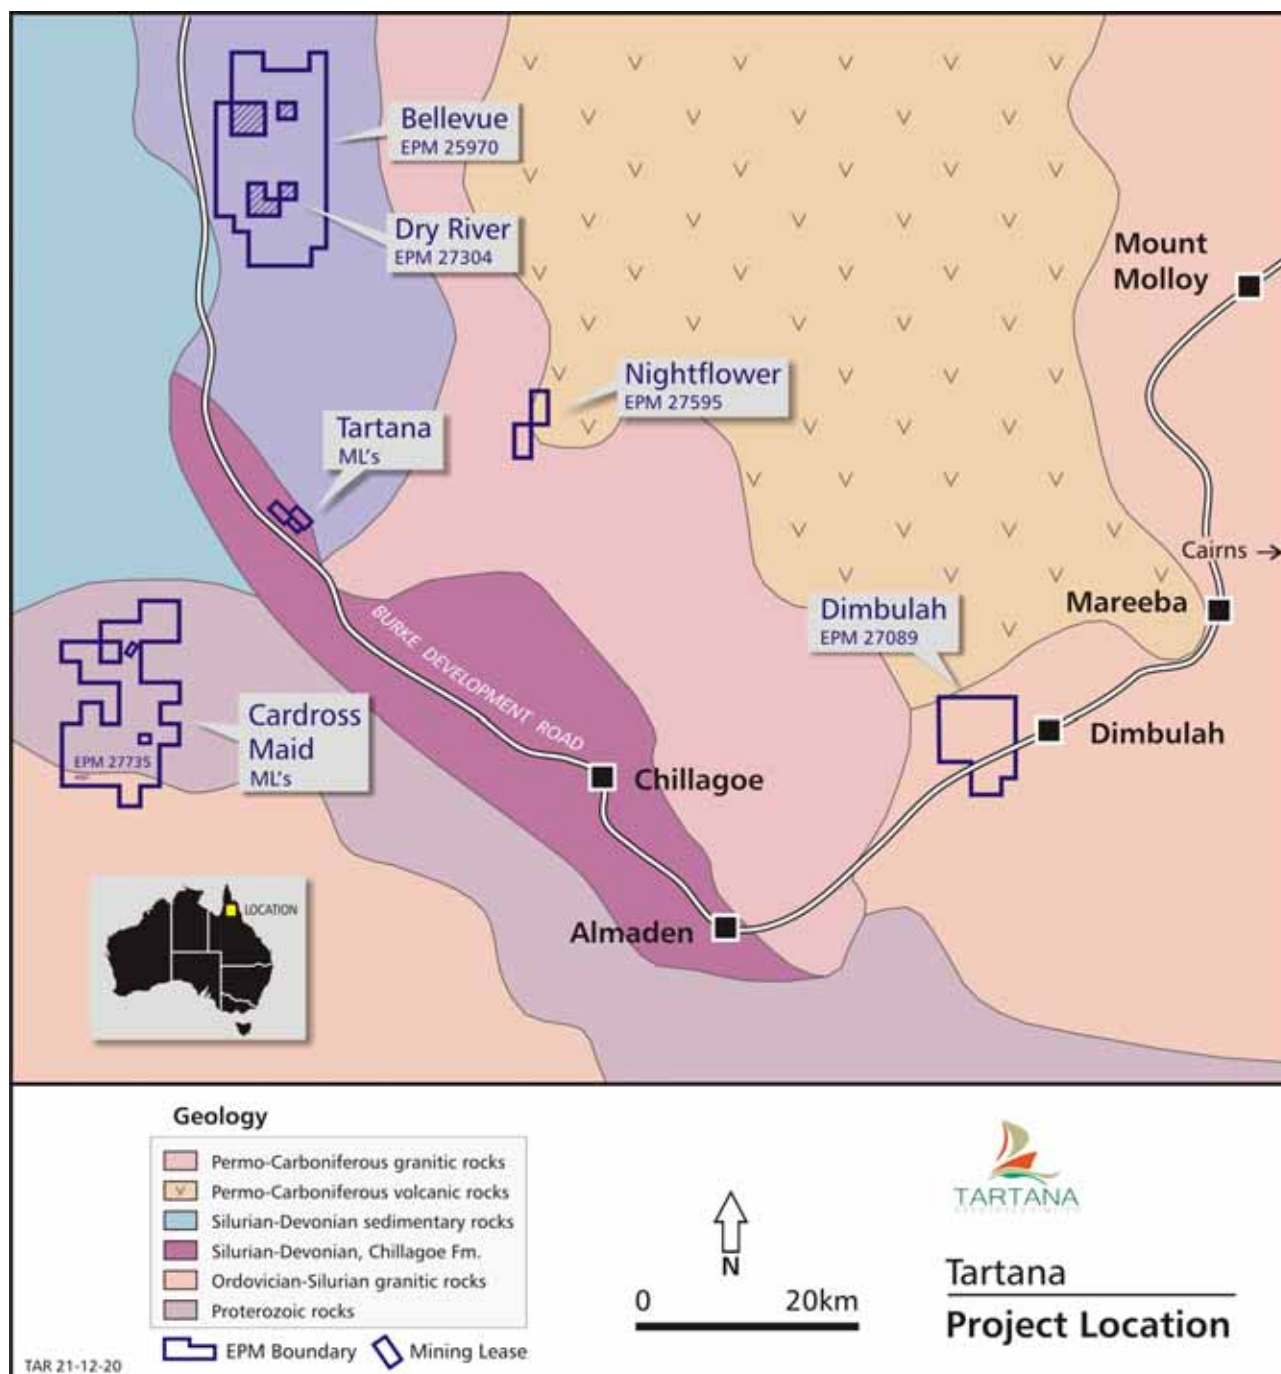 Bellevue
EPM 25970
Dry River
EPM 27304
Mount
Molloy
Nightflower
EPM 27595
Tartana
ML's
Cairns →
Dimbulah
EPM 27089
Mareeba
BURKE DEVELOPMENT ROAD
Cardross
Maid
ML's
EPM 27735
Dimbulah
Chillagoe
LOCATION
Almaden
Geology
Permo-Carboniferous granitic rocks
Permo-Carboniferous volcanic rocks
Silurian-Devonian sedimentary rocks
Silurian-Devonian, Chillagoe Fm.
Ordovician-Silurian granitic rocks
Proterozoic rocks
EPM Boundary
Mining Lease
N
0 20km
TARTANA
Tartana
Project Location
TAR 21-12-20